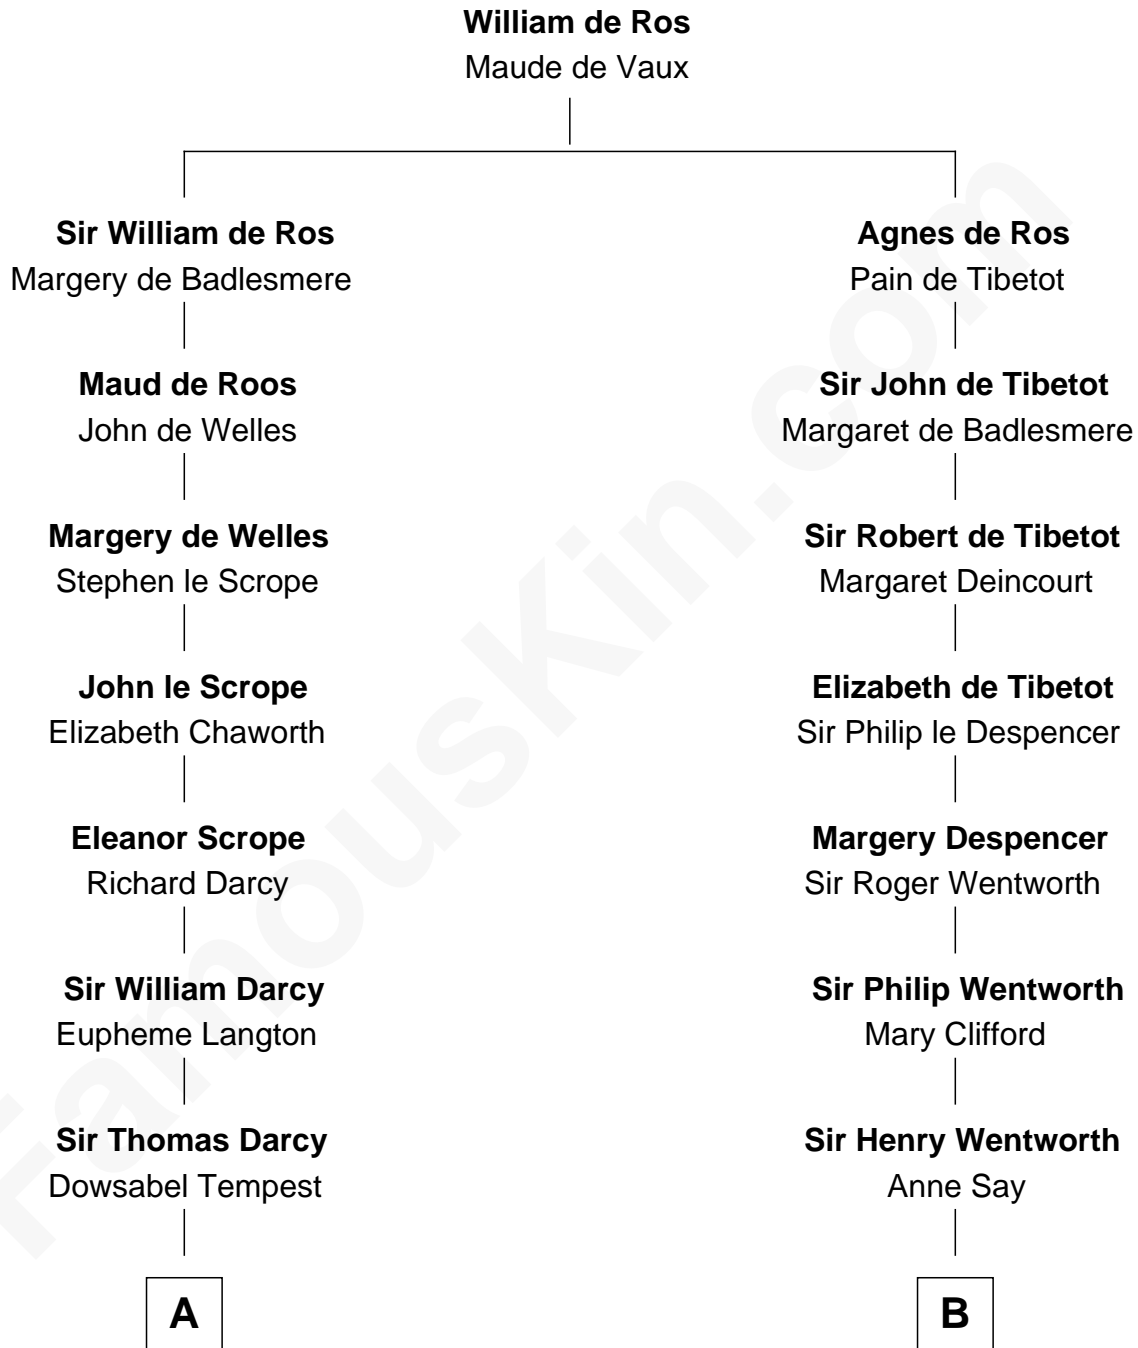 William de Ros
Maude de Vaux
Sir William de Ros
Margery de Badlesmere
Maud de Roos
John de Welles
Margery de Welles
Stephen le Scrope
John le Scrope
Elizabeth Chaworth
Eleanor Scrope
Richard Darcy
Sir William Darcy
Eupheme Langton
Sir Thomas Darcy
Dowsabel Tempest
A
Agnes de Ros
Pain de Tibetot
Sir John de Tibetot
Margaret de Badlesmere
Sir Robert de Tibetot
Margaret Deincourt
Elizabeth de Tibetot
Sir Philip le Despencer
Margery Despencer
Sir Roger Wentworth
Sir Philip Wentworth
Mary Clifford
Sir Henry Wentworth
Anne Say
B
FamousKin.com